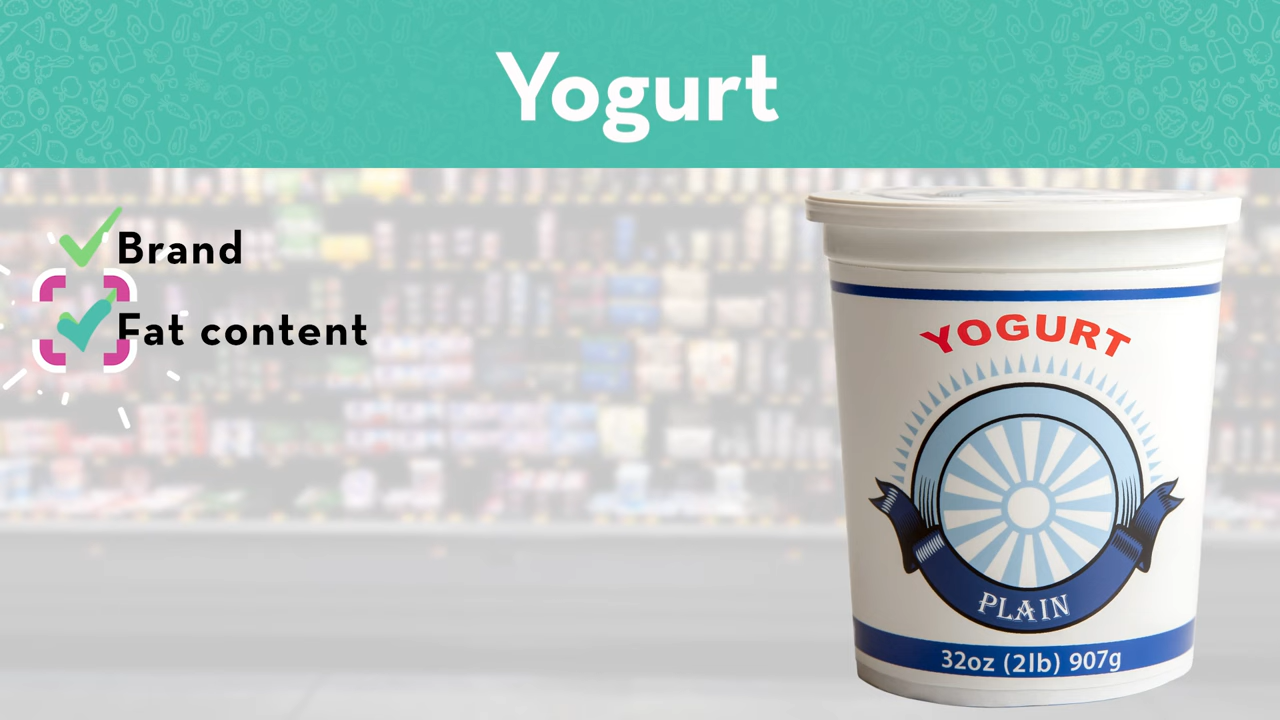 Yogurt
Brand
Fat content
YOGURT
PLAIN
32oz (2lb) 907g